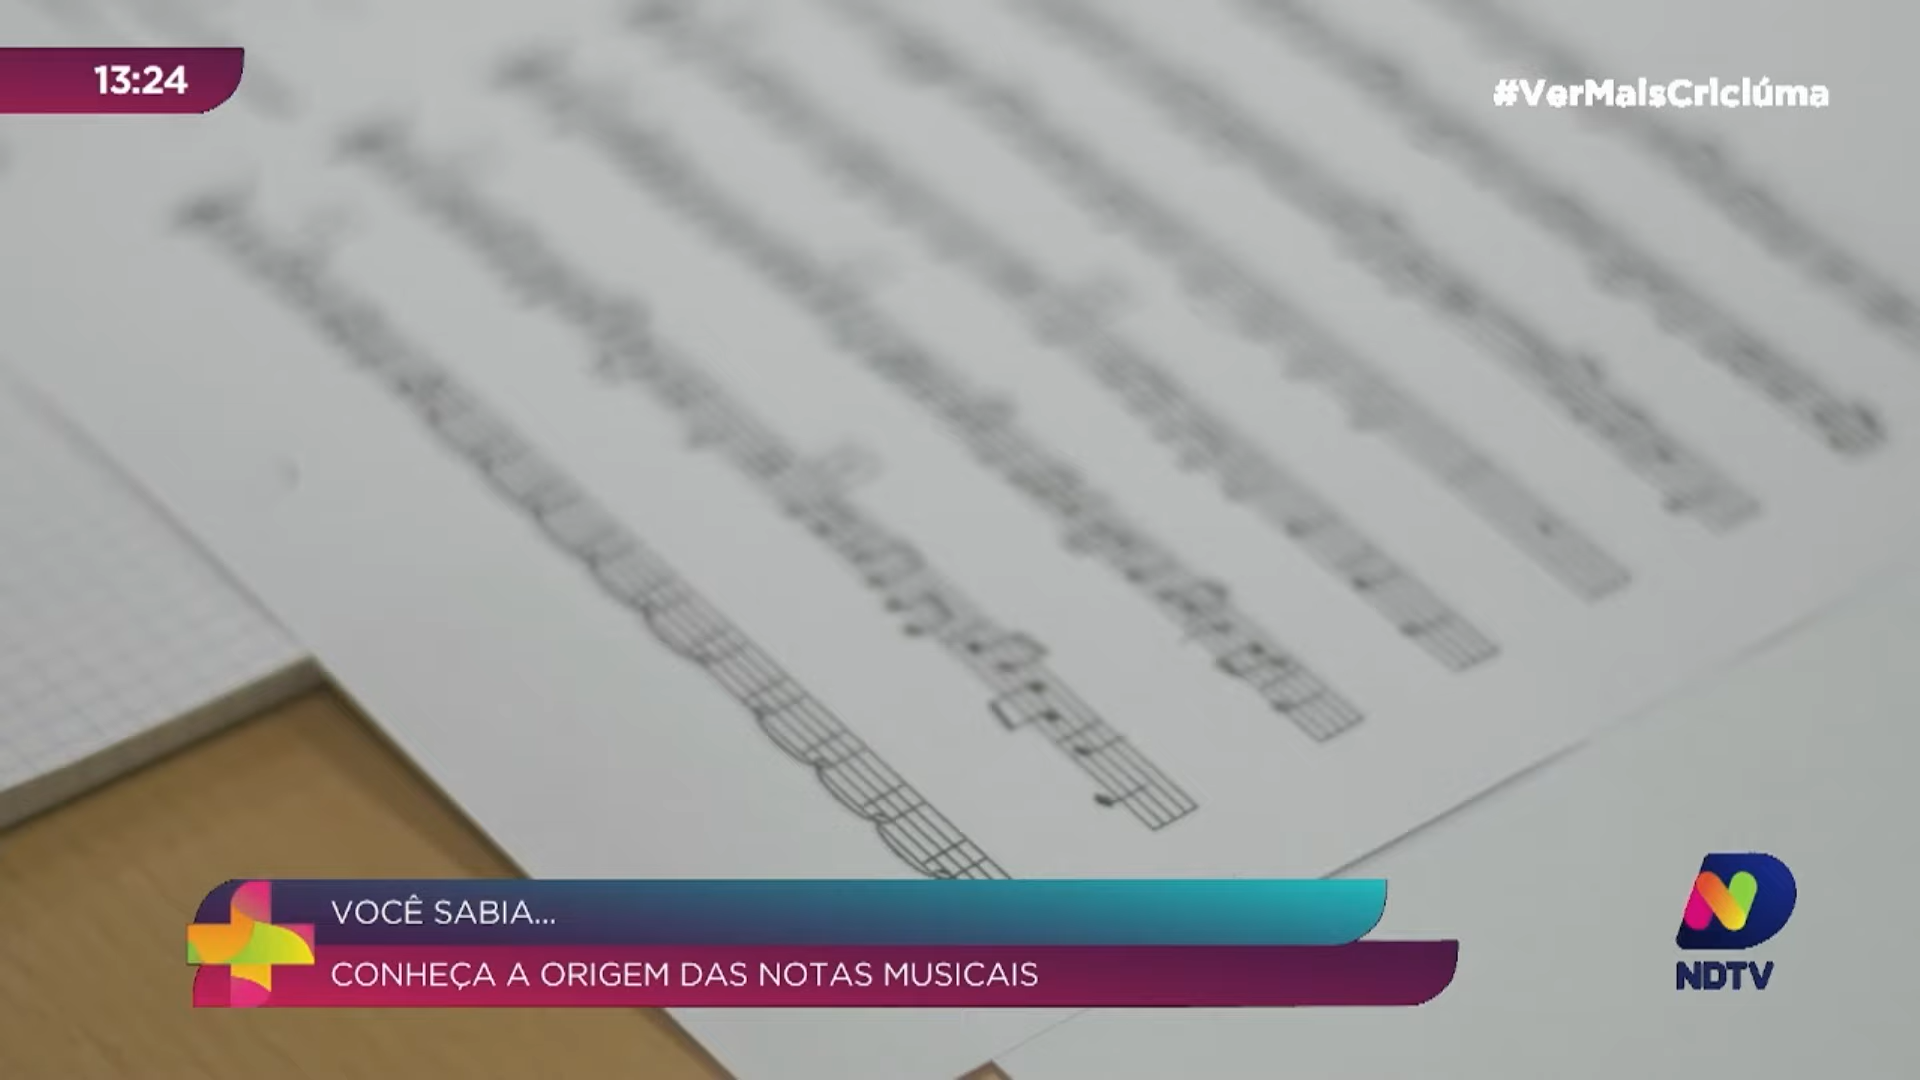 13:24
#VerMaisCriciúma
VOCÊ SABIA...
CONHEÇA A ORIGEM DAS NOTAS MUSICAIS
NDTV